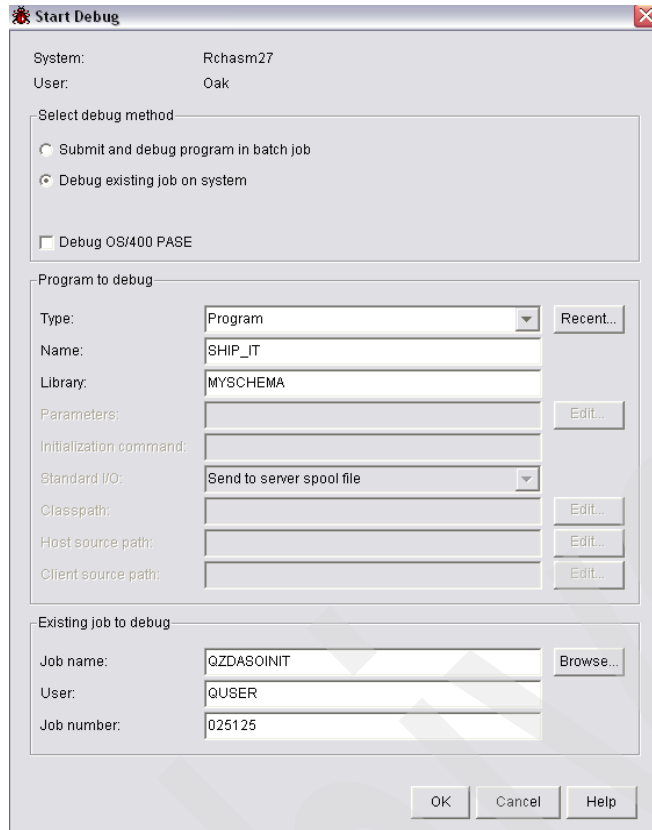 Start Debug
System: Rchasm27
User: Oak
Select debug method
Submit and debug program in batch job
Debug existing job on system
Debug OS/400 PASE
Program to debug
Type: Program Recent...
Name: SHIP_IT
Library: MYSCHEMA
Parameters: Edit...
Initialization command:
Standard I/O: Send to server spool file
Classpath: Edit...
Host source path: Edit...
Client source path: Edit...
Existing job to debug
Job name: QZDASOINIT Browse...
User: QUSER
Job number: 025125
OK Cancel Help